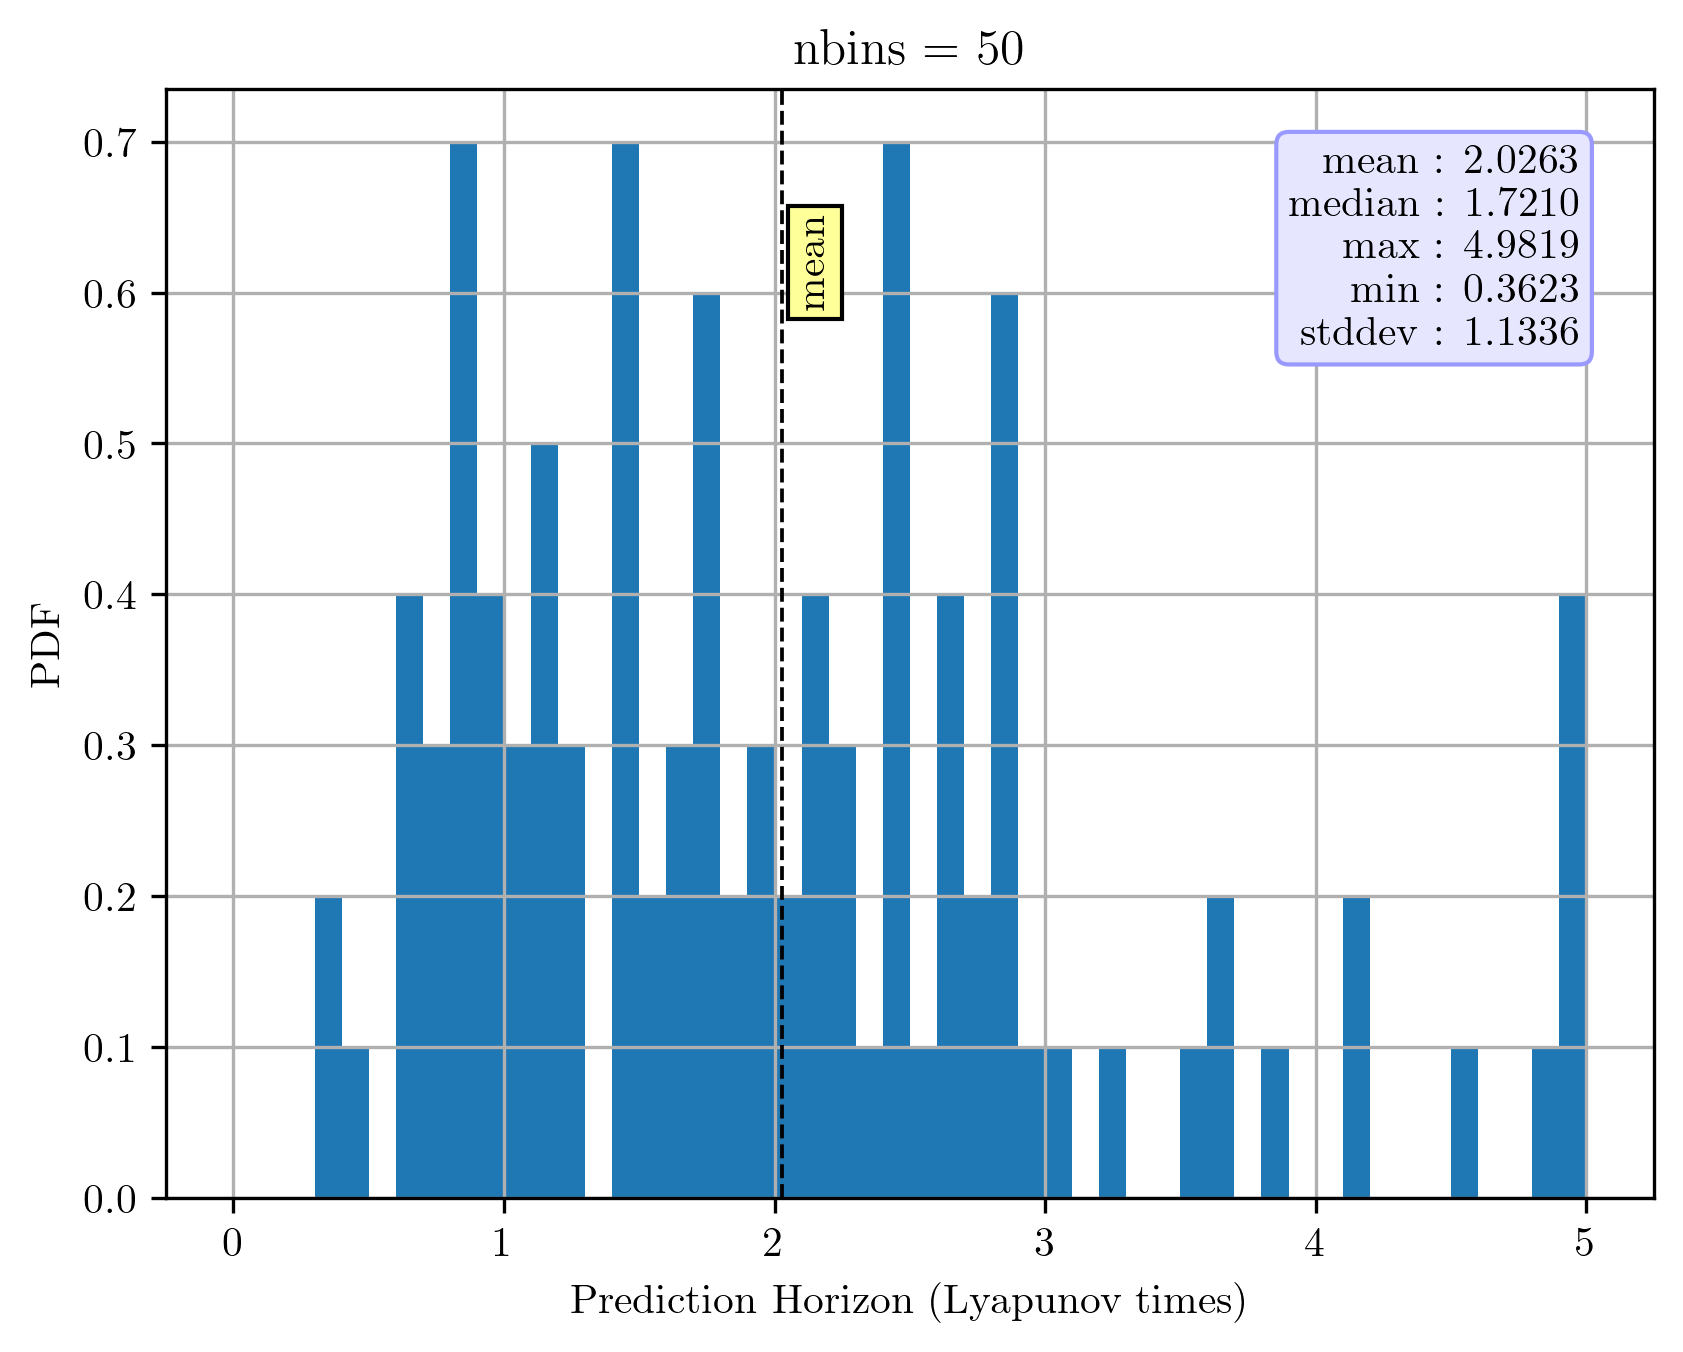 nbins = 50
0.7
0.6
0.5
0.4
0.3
0.2
0.1
0.0
PDF
mean
mean : 2.0263
median : 1.7210
max : 4.9819
min : 0.3623
stddev : 1.1336
0 1 2 3 4 5
Prediction Horizon (Lyapunov times)